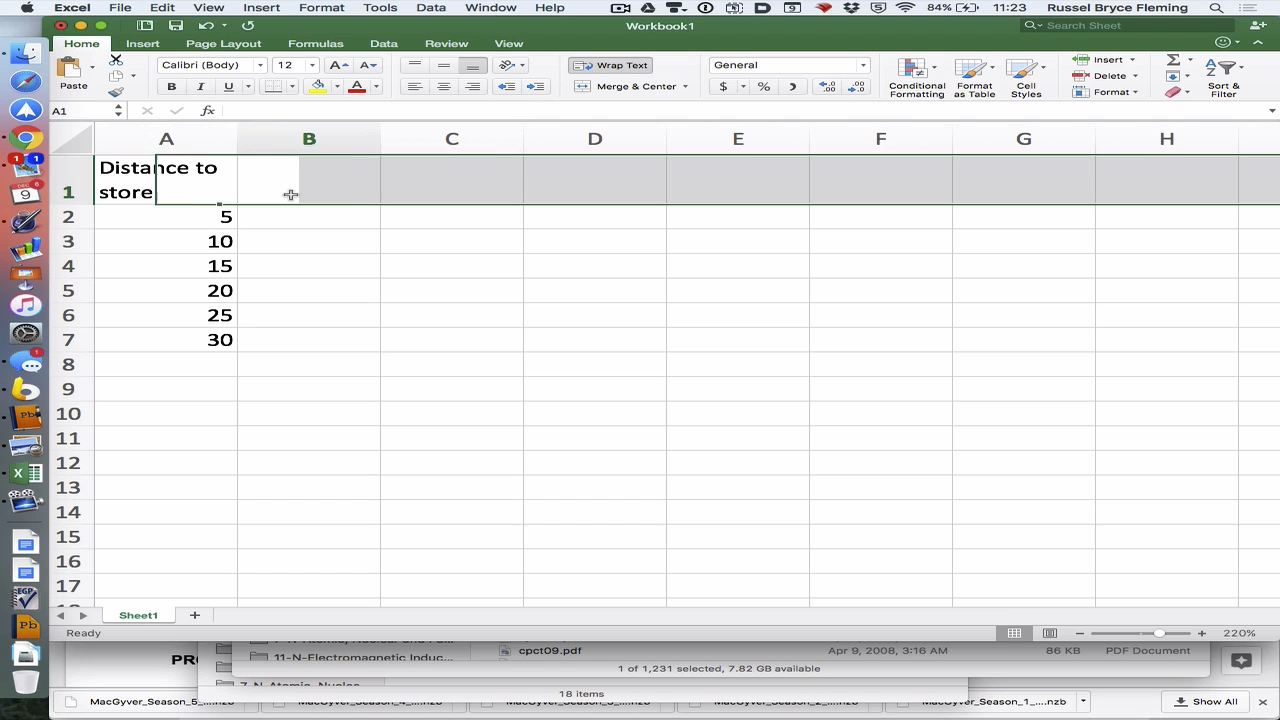 Excel File Edit View Insert Format Tools Data Window Help 84% 11:23 Russel Bryce Fleming
Workbook1
Search Sheet
Home Insert Page Layout Formulas Data Review View
Paste
Calibri (Body) 12 A A
B I U A
Wrap Text
Merge & Center
General
$ %
Conditional Formatting
Format as Table
Cell Styles
Insert
Delete
Format
Sort & Filter
A1 fx
A B C D E F G H
1 Distance to
store
2 5
3 10
4 15
5 20
6 25
7 30
8
9
10
11
12
13
14
15
16
17
Sheet1 +
Ready 220%
cpct09.pdf Apr 9, 2008, 3:16 AM 86 KB PDF Document
11-N-Electromagnetic Induc...
1 of 1,231 selected, 7.82 GB available
18 items
Show All